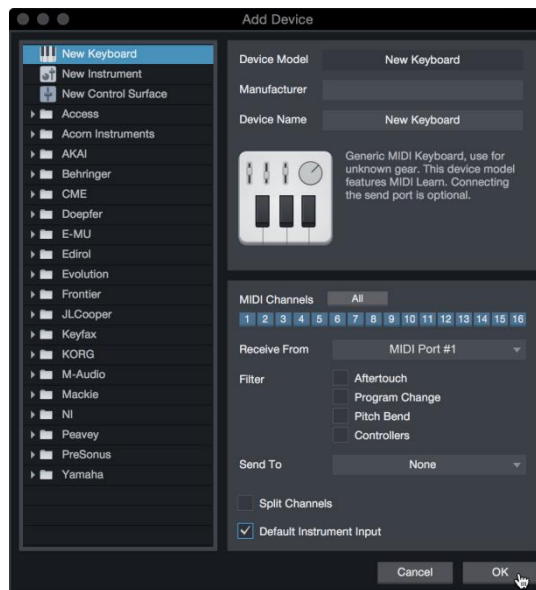 Add Device
New Keyboard
New Instrument
New Control Surface
Access
Acorn Instruments
AKAI
Behringer
CME
Doepfer
E-MU
Edirol
Evolution
Frontier
JLCooper
Keyfax
KORG
M-Audio
Mackie
NI
Peavey
PreSonus
Yamaha
Device Model New Keyboard
Manufacturer
Device Name New Keyboard
Generic MIDI Keyboard, use for
unknown gear. This device model
features MIDI Learn. Connecting
the send port is optional.
MIDI Channels All
1 2 3 4 5 6 7 8 9 10 11 12 13 14 15 16
Receive From MIDI Port #1
Filter Aftertouch
Program Change
Pitch Bend
Controllers
Send To None
Split Channels
Default Instrument Input
Cancel OK